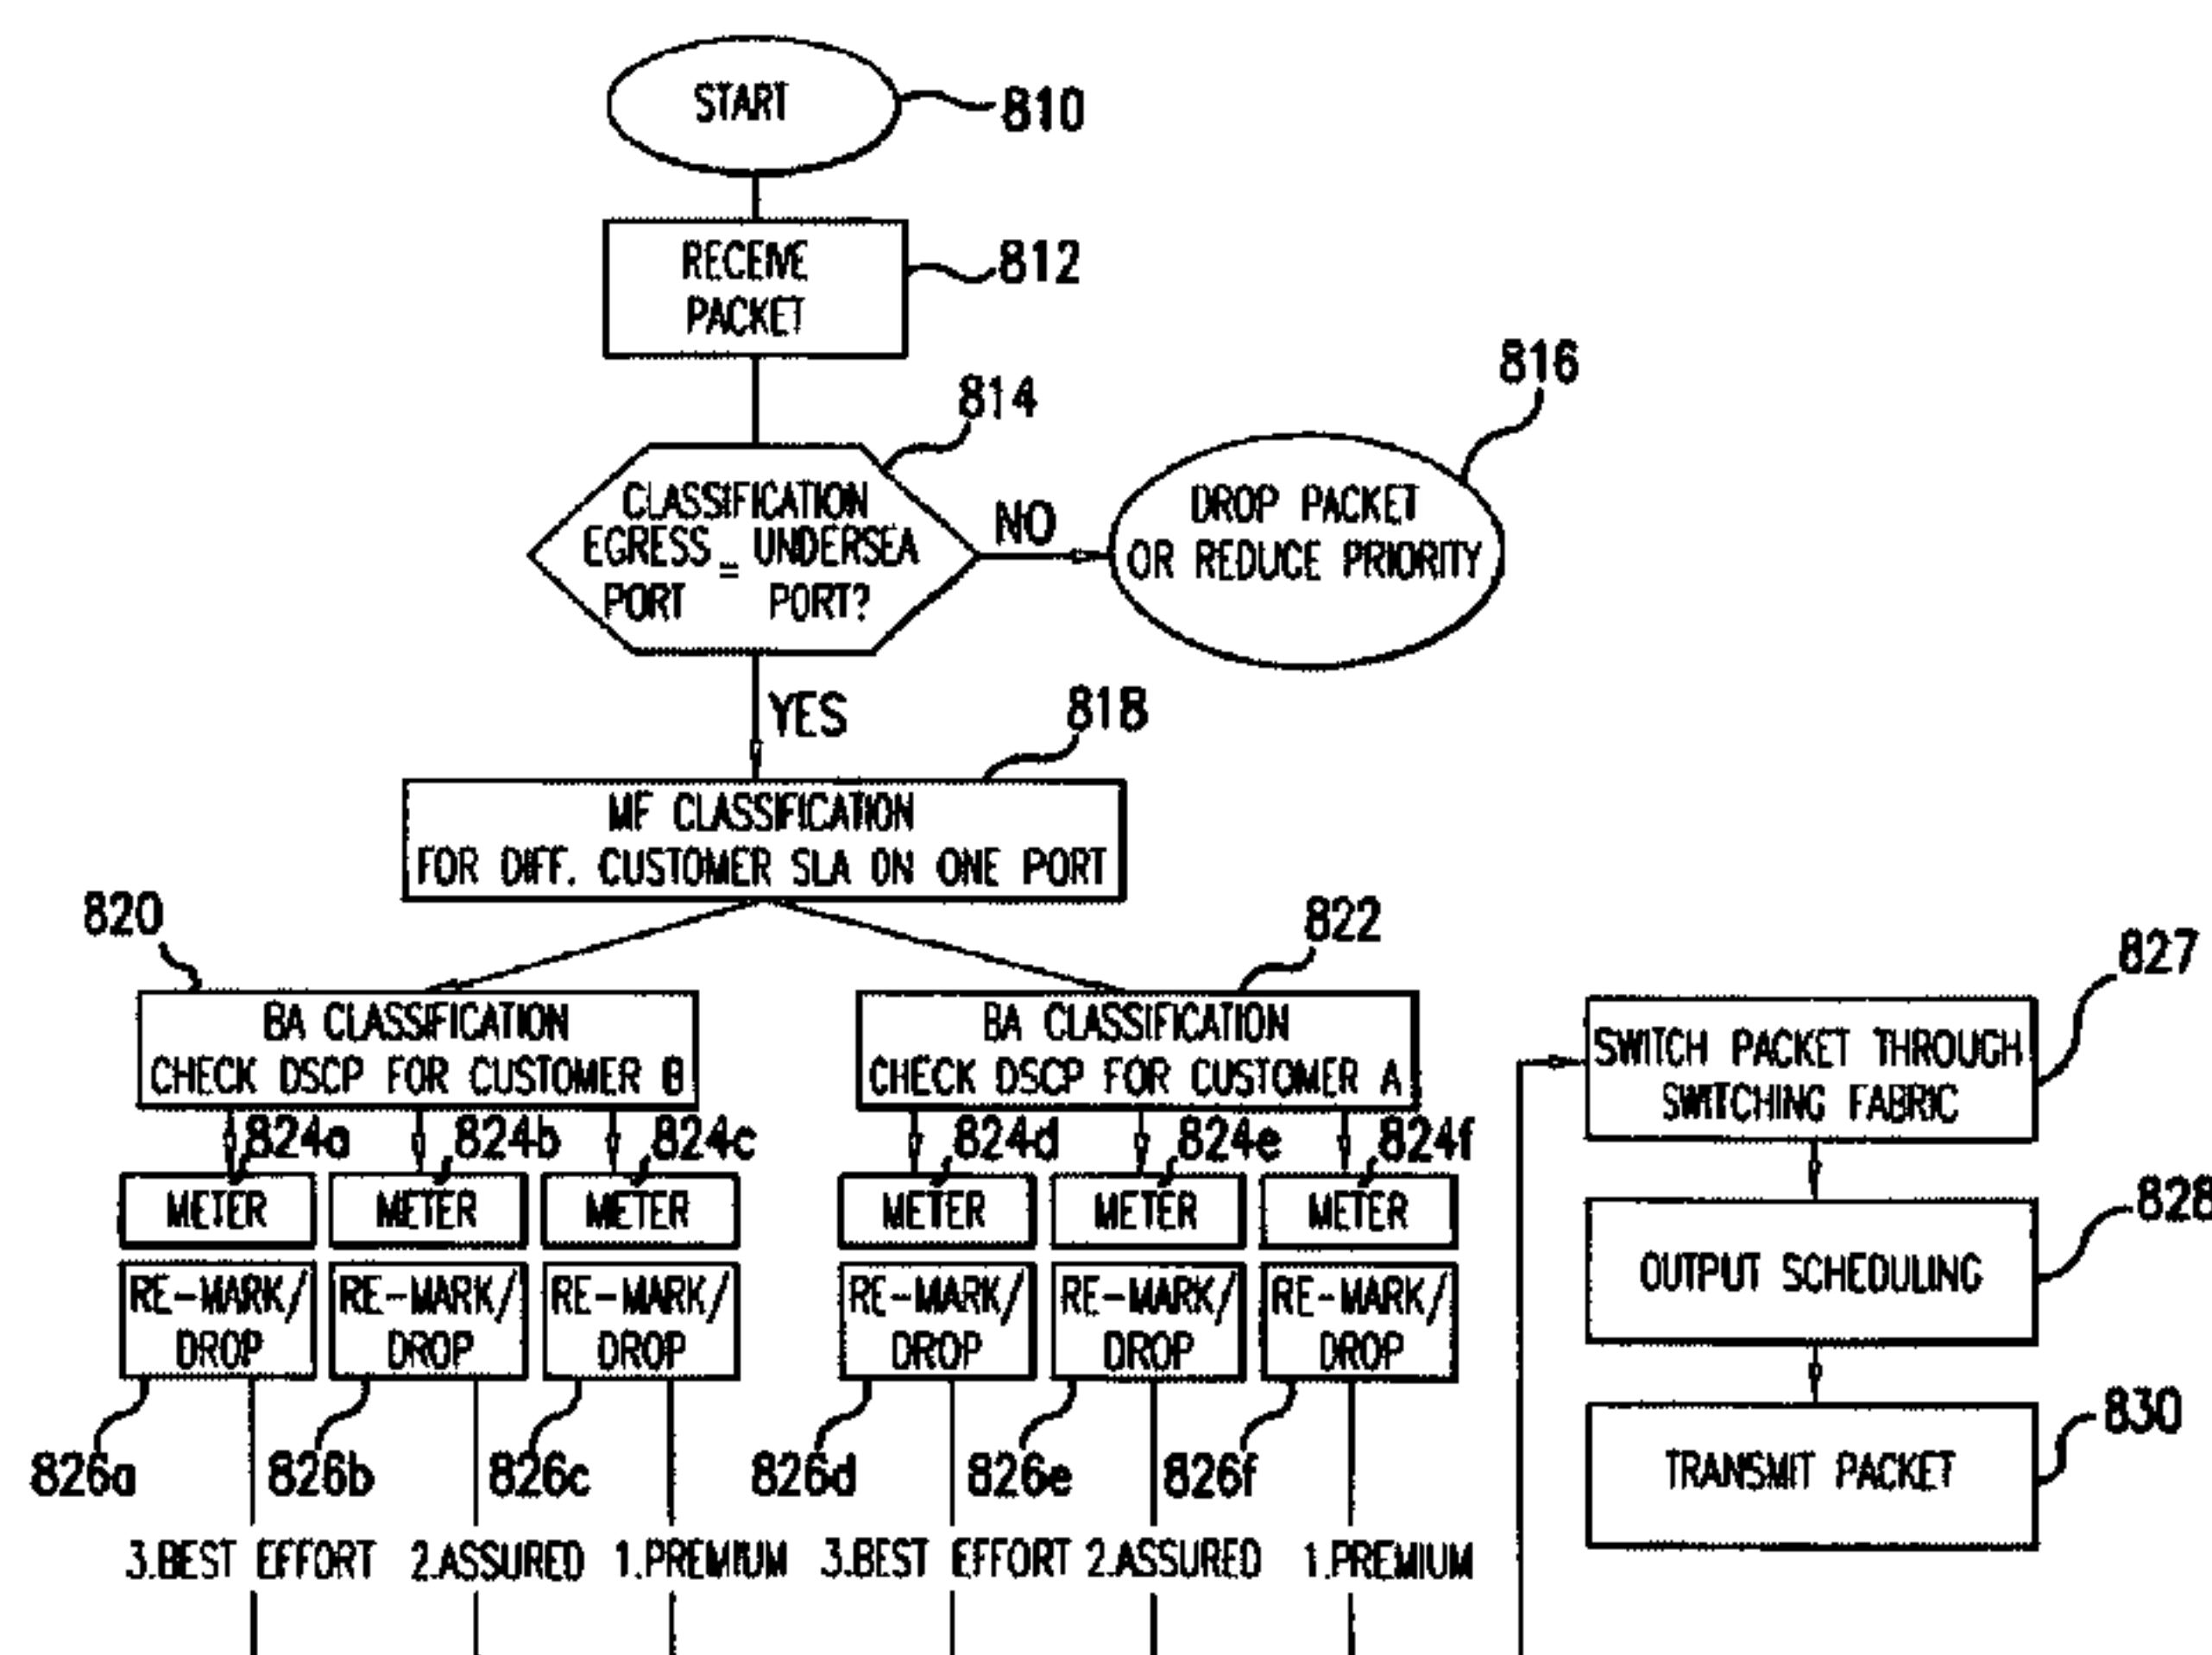 START
810
RECEIVE
PACKET
812
814
CLASSIFICATION
EGRESS = UNDERSEA
PORT PORT?
NO
816
DROP PACKET
OR REDUCE PRIORITY
YES
818
MF CLASSIFICATION
FOR DIFF. CUSTOMER SLA ON ONE PORT
820
BA CLASSIFICATION
CHECK DSCP FOR CUSTOMER B
822
BA CLASSIFICATION
CHECK DSCP FOR CUSTOMER A
827
SWITCH PACKET THROUGH
SWITCHING FABRIC
824a 824b 824c 824d 824e 824f
METER METER METER METER METER METER
828
OUTPUT SCHEDULING
RE-MARK/ RE-MARK/ RE-MARK/ RE-MARK/ RE-MARK/ RE-MARK/
DROP DROP DROP DROP DROP DROP
830
TRANSMIT PACKET
826a 826b 826c 826d 826e 826f
3.BEST EFFORT 2.ASSURED 1.PREMIUM 3.BEST EFFORT 2.ASSURED 1.PREMIUM